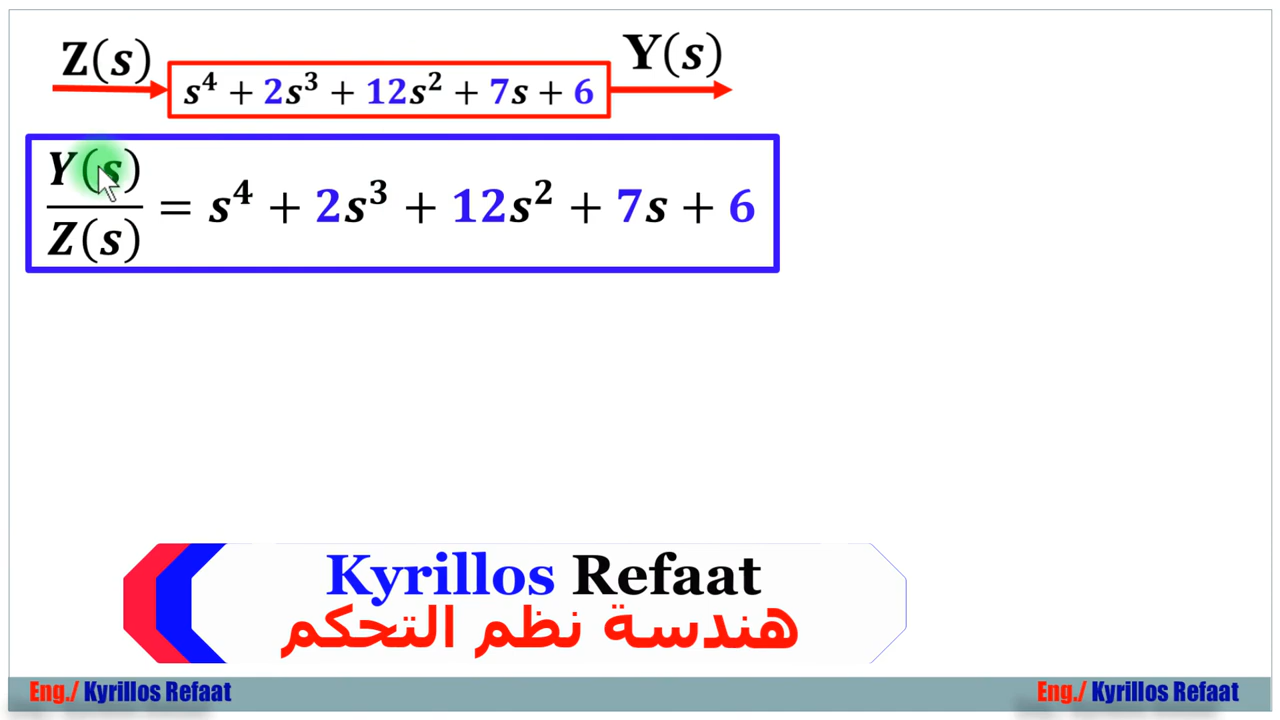 Z(s) Y(s)
s⁴ + 2s³ + 12s² + 7s + 6
Y(s)/Z(s) = s⁴ + 2s³ + 12s² + 7s + 6
Kyrillos Refaat
هندسة نظم التحكم
Eng./ Kyrillos Refaat Eng./ Kyrillos Refaat